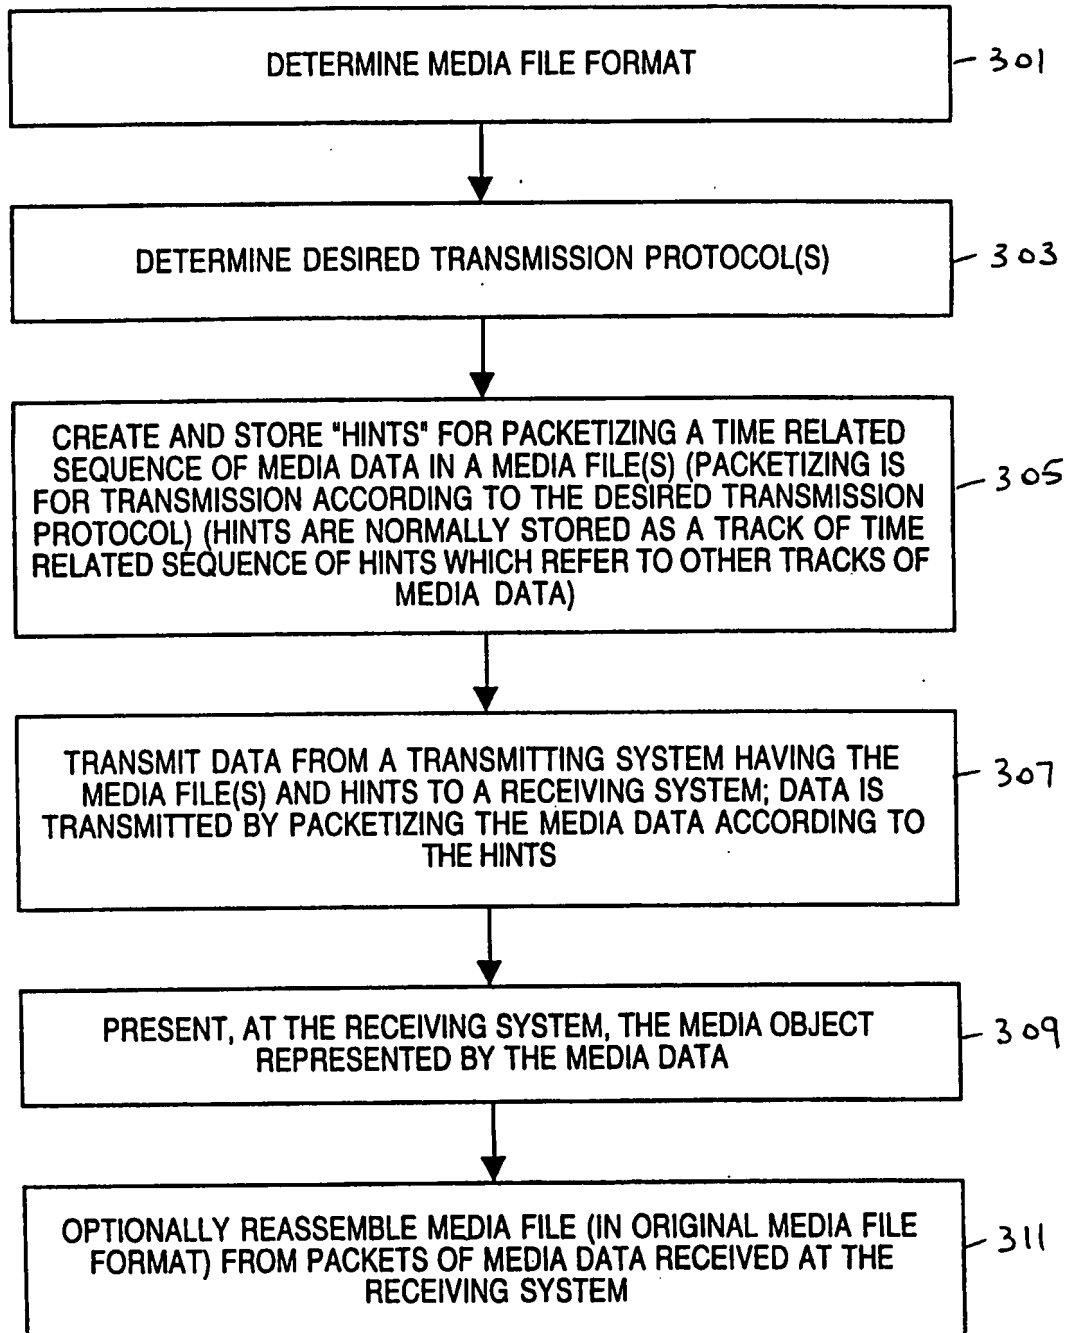 DETERMINE MEDIA FILE FORMAT
301
DETERMINE DESIRED TRANSMISSION PROTOCOL(S)
303
CREATE AND STORE "HINTS" FOR PACKETIZING A TIME RELATED
SEQUENCE OF MEDIA DATA IN A MEDIA FILE(S) (PACKETIZING IS
FOR TRANSMISSION ACCORDING TO THE DESIRED TRANSMISSION
PROTOCOL) (HINTS ARE NORMALLY STORED AS A TRACK OF TIME
RELATED SEQUENCE OF HINTS WHICH REFER TO OTHER TRACKS OF
MEDIA DATA)
305
TRANSMIT DATA FROM A TRANSMITTING SYSTEM HAVING THE
MEDIA FILE(S) AND HINTS TO A RECEIVING SYSTEM; DATA IS
TRANSMITTED BY PACKETIZING THE MEDIA DATA ACCORDING TO
THE HINTS
307
PRESENT, AT THE RECEIVING SYSTEM, THE MEDIA OBJECT
REPRESENTED BY THE MEDIA DATA
309
OPTIONALLY REASSEMBLE MEDIA FILE (IN ORIGINAL MEDIA FILE
FORMAT) FROM PACKETS OF MEDIA DATA RECEIVED AT THE
RECEIVING SYSTEM
311